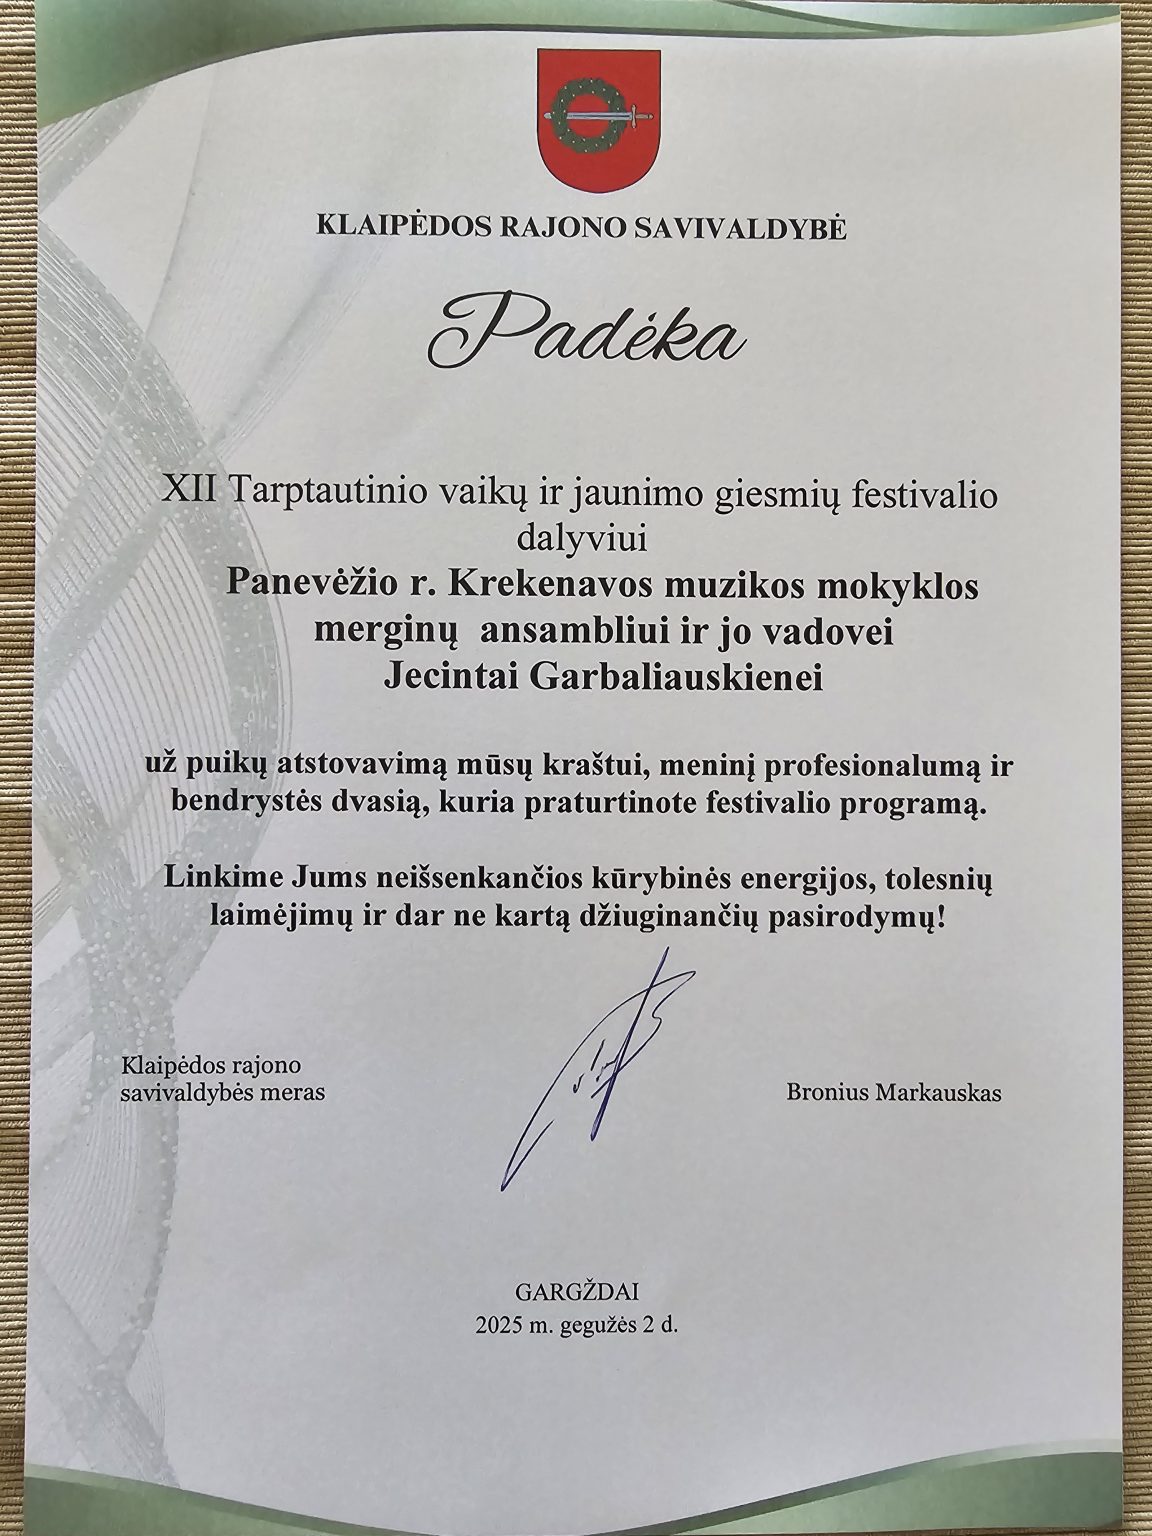 KLAIPĖDOS RAJONO SAVIVALDYBĖ
Padėka
XII Tarptautinio vaikų ir jaunimo giesmių festivalio
dalyviui
Panevėžio r. Krekenavos muzikos mokyklos
merginų ansambliui ir jo vadovei
Jecintai Garbaliauskienei
už puikų atstovavimą mūsų kraštui, meninį profesionalumą ir
bendrystės dvasią, kuria praturtinote festivalio programą.
Linkime Jums neišsenkančios kūrybinės energijos, tolesnių
laimėjimų ir dar ne kartą džiuginančių pasirodymų!
Klaipėdos rajono
savivaldybės meras
Bronius Markauskas
GARGŽDAI
2025 m. gegužės 2 d.